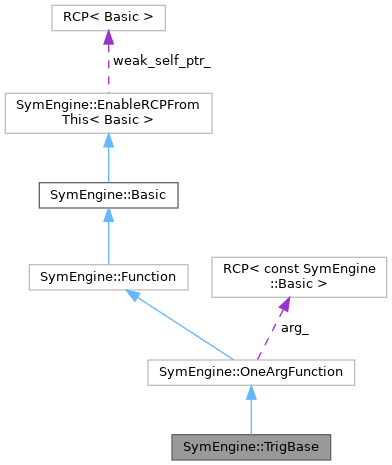 RCP< Basic >
weak_self_ptr_
SymEngine::EnableRCPFrom
This< Basic >
SymEngine::Basic
SymEngine::Function
RCP< const SymEngine
::Basic >
arg_
SymEngine::OneArgFunction
SymEngine::TrigBase